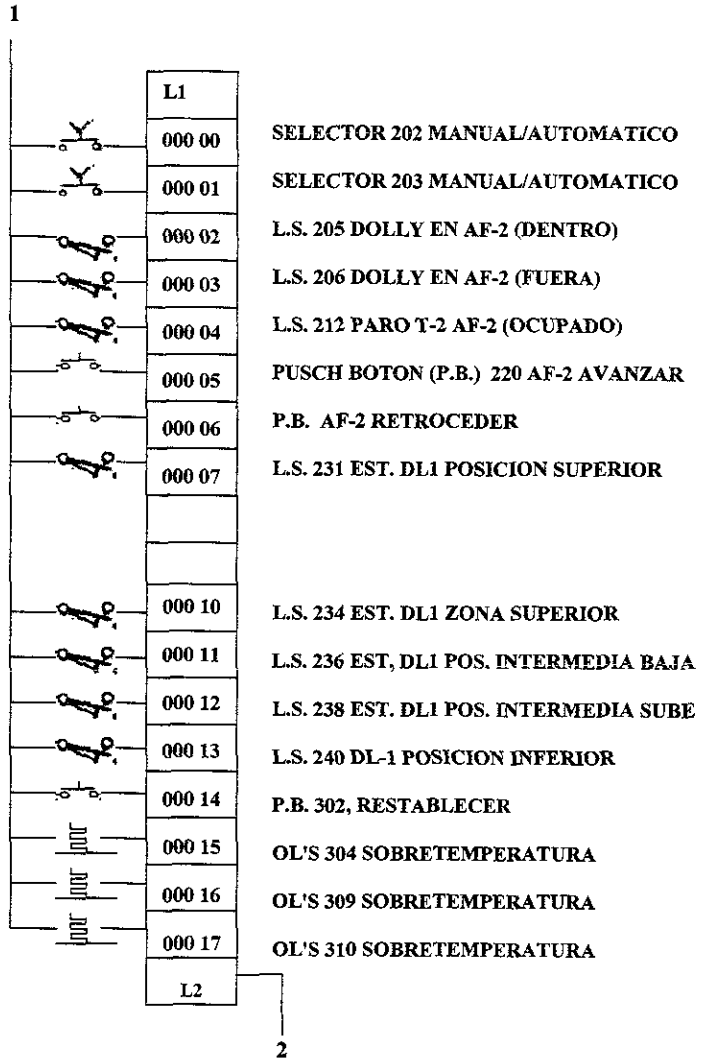 1
L1
000 00 SELECTOR 202 MANUAL/AUTOMATICO
000 01 SELECTOR 203 MANUAL/AUTOMATICO
000 02 L.S. 205 DOLLY EN AF-2 (DENTRO)
000 03 L.S. 206 DOLLY EN AF-2 (FUERA)
000 04 L.S. 212 PARO T-2 AF-2 (OCUPADO)
000 05 PUSCH BOTON (P.B.) 220 AF-2 AVANZAR
000 06 P.B. AF-2 RETROCEDER
000 07 L.S. 231 EST. DL1 POSICION SUPERIOR
000 10 L.S. 234 EST. DL1 ZONA SUPERIOR
000 11 L.S. 236 EST, DL1 POS. INTERMEDIA BAJA
000 12 L.S. 238 EST. DL1 POS. INTERMEDIA SUBE
000 13 L.S. 240 DL-1 POSICION INFERIOR
000 14 P.B. 302, RESTABLECER
000 15 OL'S 304 SOBRETEMPERATURA
000 16 OL'S 309 SOBRETEMPERATURA
000 17 OL'S 310 SOBRETEMPERATURA
L2
2